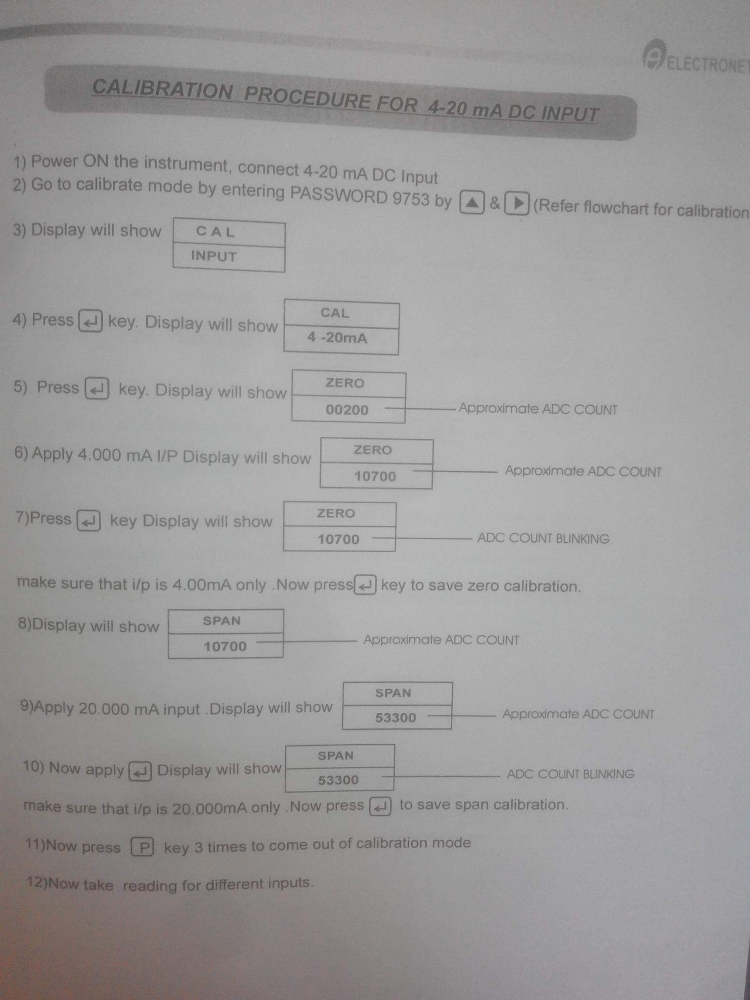 ELECTRONET
CALIBRATION PROCEDURE FOR 4-20 mA DC INPUT
1) Power ON the instrument, connect 4-20 mA DC Input
2) Go to calibrate mode by entering PASSWORD 9753 by ▲ & ▶ (Refer flowchart for calibration
3) Display will show
C A L
INPUT
4) Press ↵ key. Display will show
CAL
4 -20mA
5) Press ↵ key. Display will show
ZERO
00200 Approximate ADC COUNT
6) Apply 4.000 mA I/P Display will show
ZERO
10700 Approximate ADC COUNT
7)Press ↵ key Display will show
ZERO
10700 ADC COUNT BLINKING
make sure that i/p is 4.00mA only .Now press ↵ key to save zero calibration.
8)Display will show
SPAN
10700 Approximate ADC COUNT
9)Apply 20.000 mA input .Display will show
SPAN
53300 Approximate ADC COUNT
10) Now apply ↵ Display will show
SPAN
53300 ADC COUNT BLINKING
make sure that i/p is 20.000mA only .Now press ↵ to save span calibration.
11)Now press P key 3 times to come out of calibration mode
12)Now take reading for different inputs.